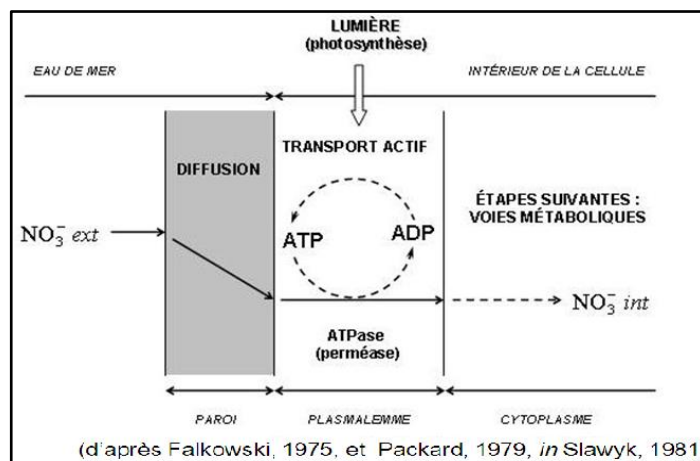 LUMIÈRE
(photosynthèse)
EAU DE MER
INTÉRIEUR DE LA CELLULE
TRANSPORT ACTIF
DIFFUSION
ÉTAPES SUIVANTES :
VOIES MÉTABOLIQUES
NO₃⁻ ext
ATP
ADP
NO₃⁻ int
ATPase
(perméase)
PAROI
PLASMALEMME
CYTOPLASME
(d'après Falkowski, 1975, et Packard, 1979, in Slawyk, 1981